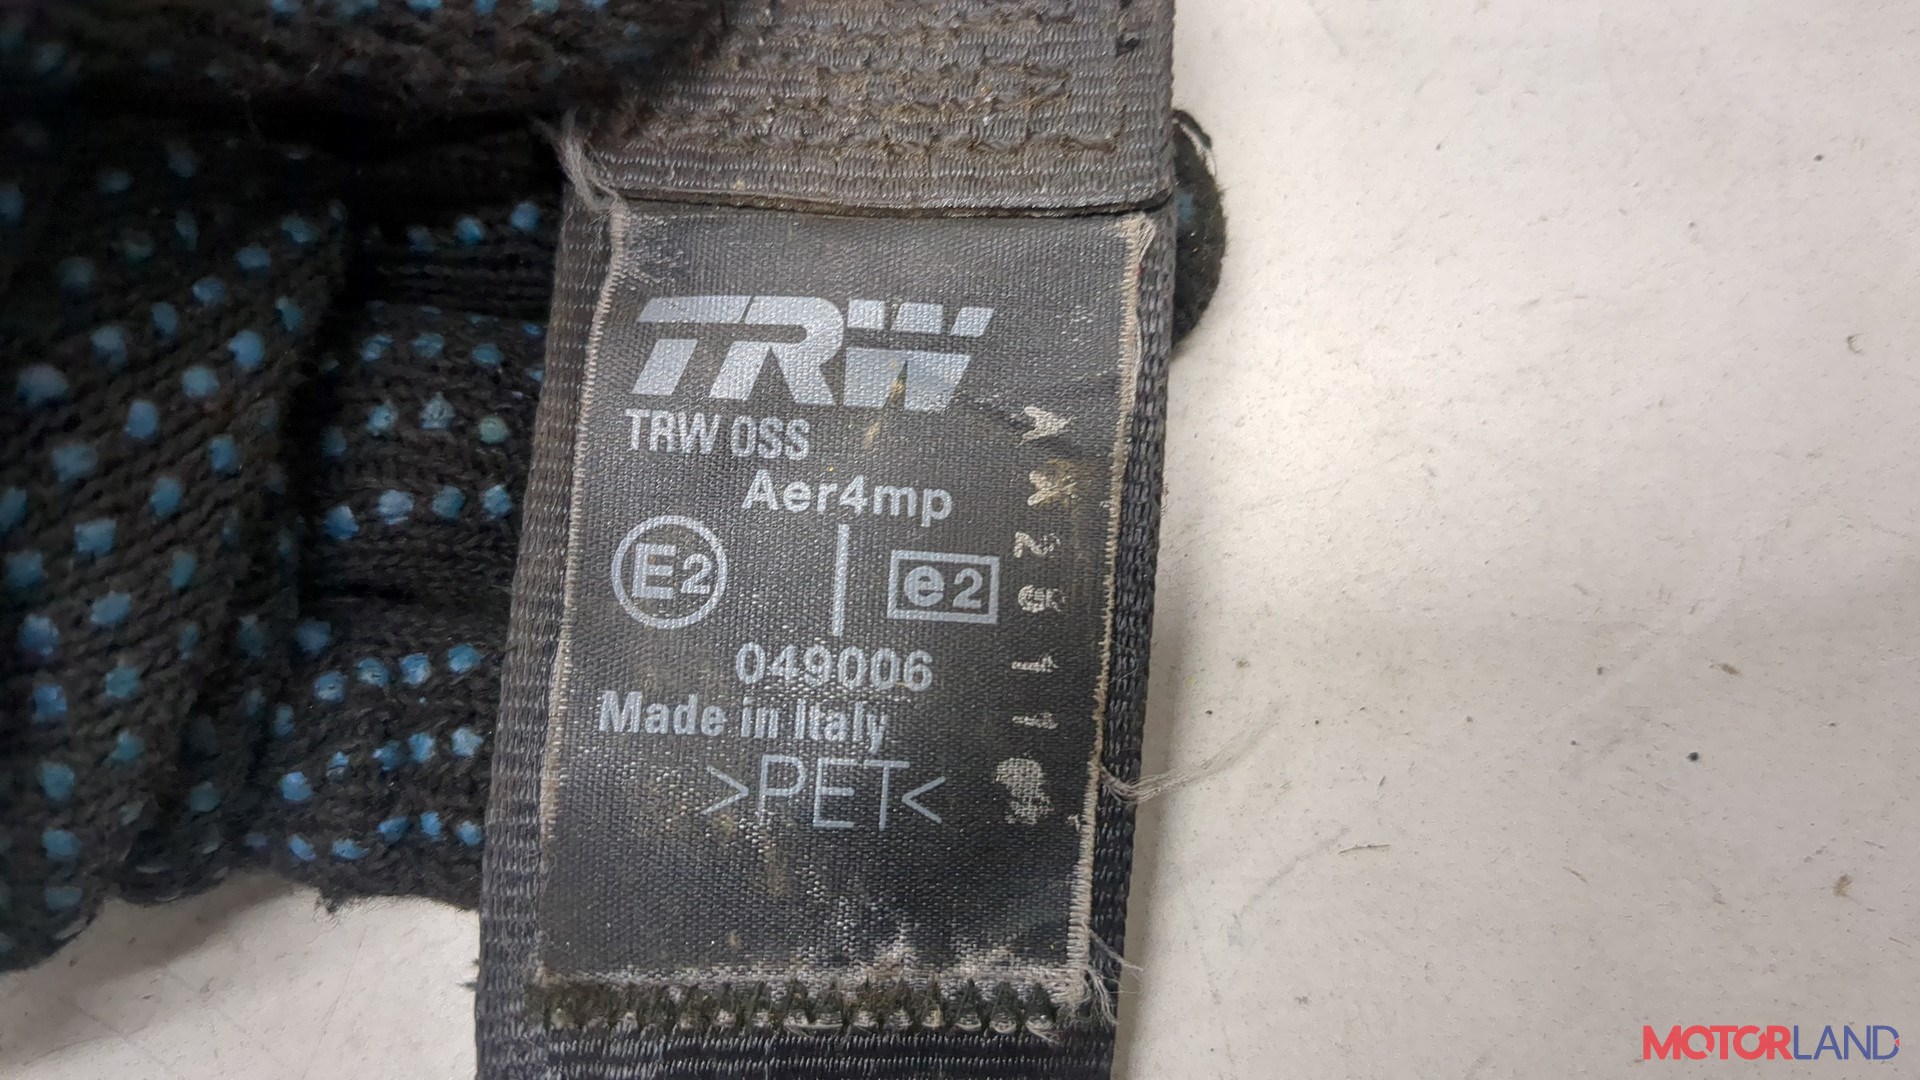 TRW
TRW OSS
Aer4mp
E2 e2
049006
Made in Italy
>PET<
MOTORLAND